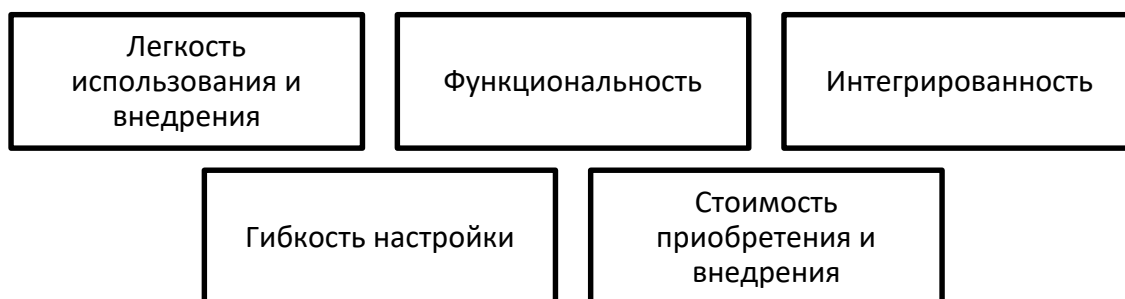 Легкость
использования и
внедрения
Функциональность
Интегрированность
Гибкость настройки
Стоимость
приобретения и
внедрения